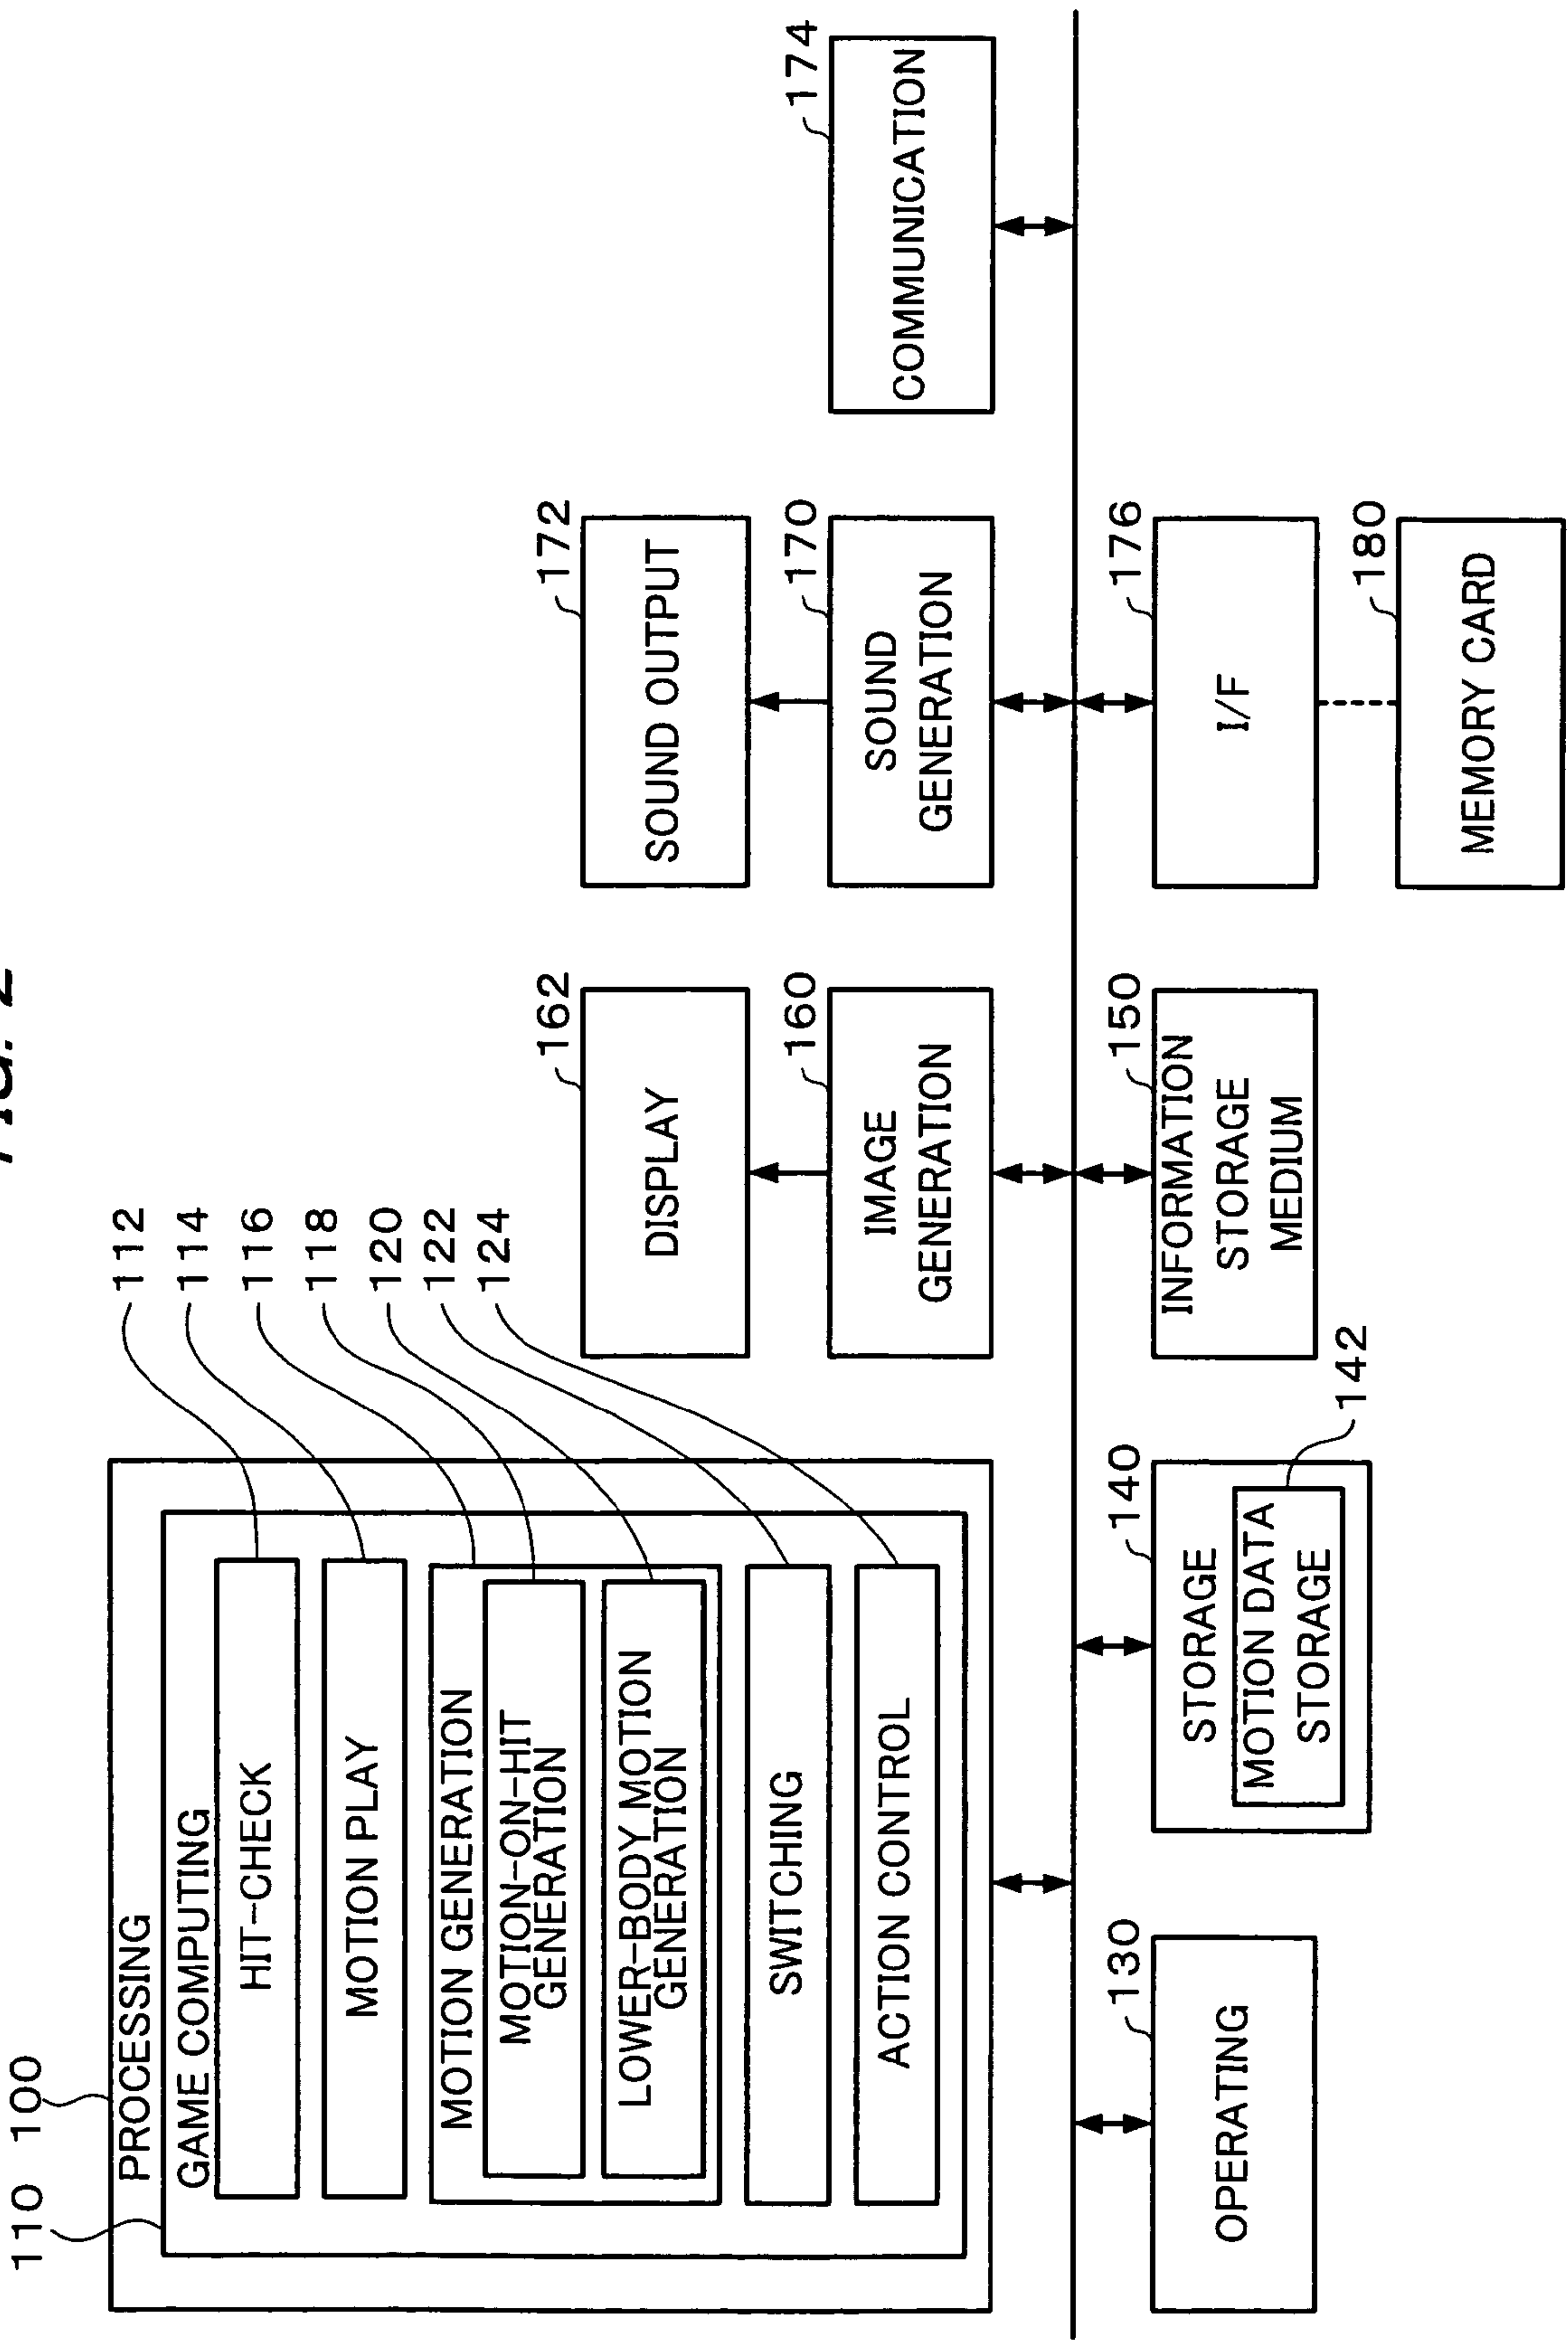 FIG. 2
110 100
PROCESSING
GAME COMPUTING
HIT-CHECK
MOTION PLAY
MOTION GENERATION
MOTION-ON-HIT
GENERATION
LOWER-BODY MOTION
GENERATION
SWITCHING
ACTION CONTROL
112
114
116
118
120
122
124
162
DISPLAY
160
IMAGE
GENERATION
172
SOUND OUTPUT
170
SOUND
GENERATION
174
COMMUNICATION
130
OPERATING
140
STORAGE
MOTION DATA
STORAGE
142
150
INFORMATION
STORAGE
MEDIUM
176
I/F
180
MEMORY CARD